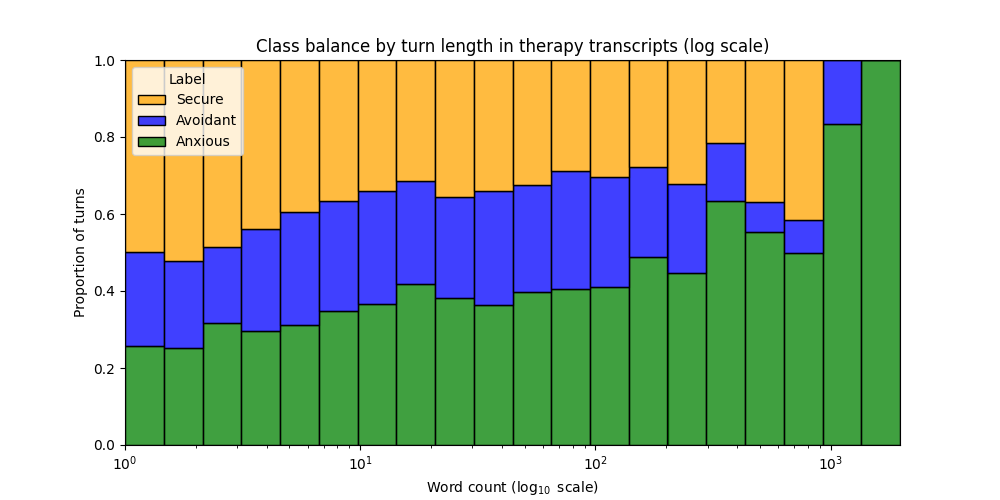 Class balance by turn length in therapy transcripts (log scale)
Proportion of turns
1.0
0.8
0.6
0.4
0.2
0.0
Label
Secure
Avoidant
Anxious
10⁰
10¹
10²
10³
Word count (log₁₀ scale)